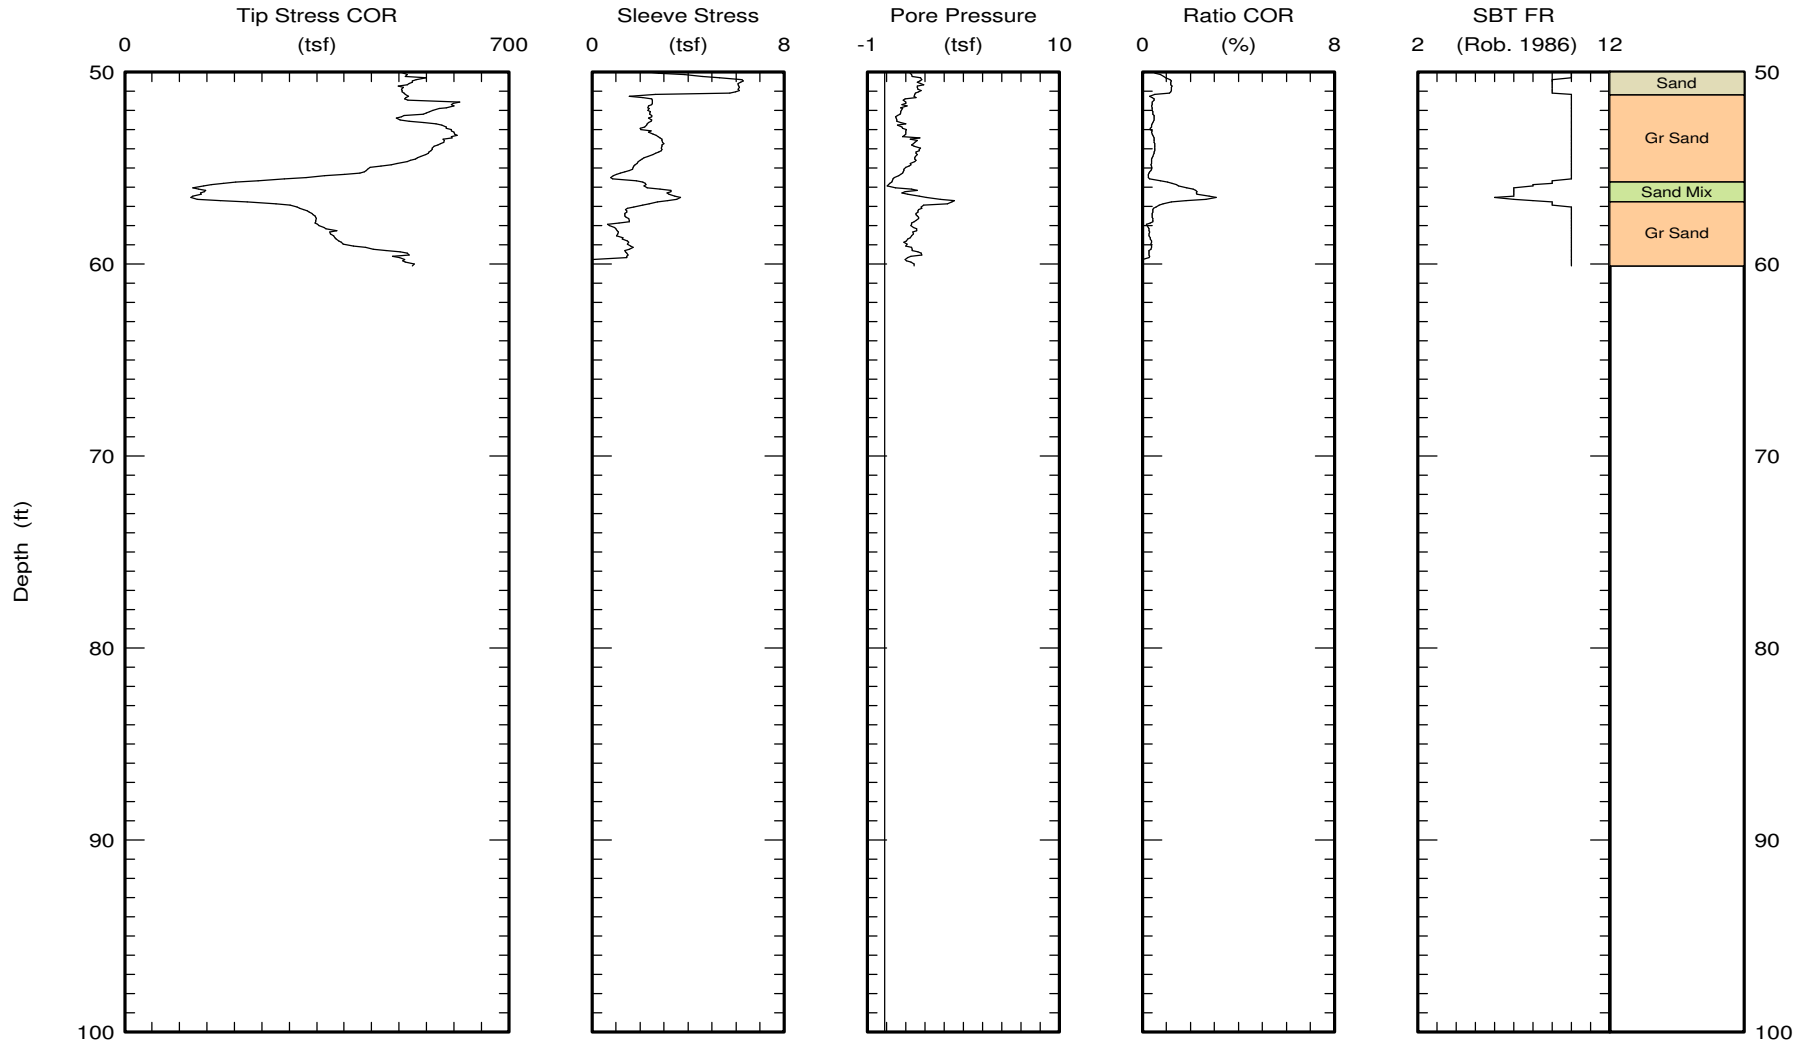 Tip Stress COR Sleeve Stress Pore Pressure Ratio COR SBT FR
0 (tsf) 700 0 (tsf) 8 -1 (tsf) 10 0 (%) 8 2 (Rob. 1986) 12
50 50
Sand
Gr Sand
Sand Mix
Gr Sand
60 60
70 70
Depth (ft)
80 80
90 90
100 100